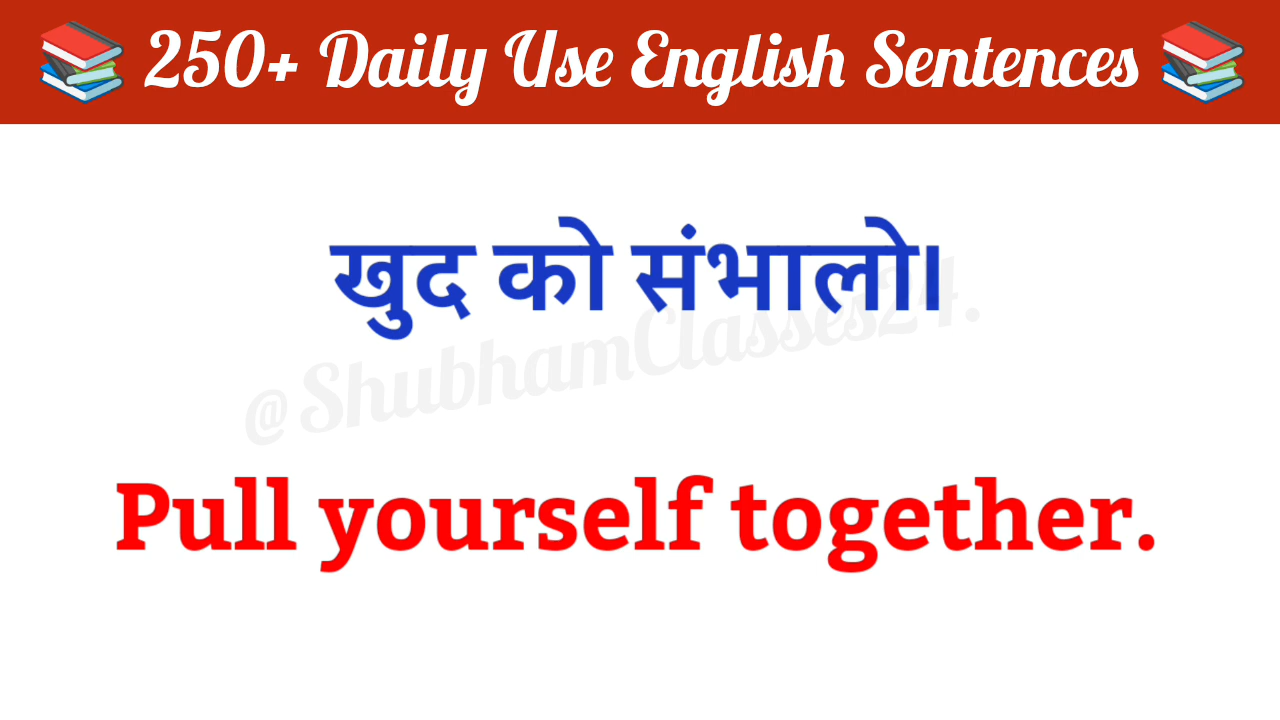 📚 250+ Daily Use English Sentences 📚
खुद को संभालो।
@ShubhamClasses24.
Pull yourself together.